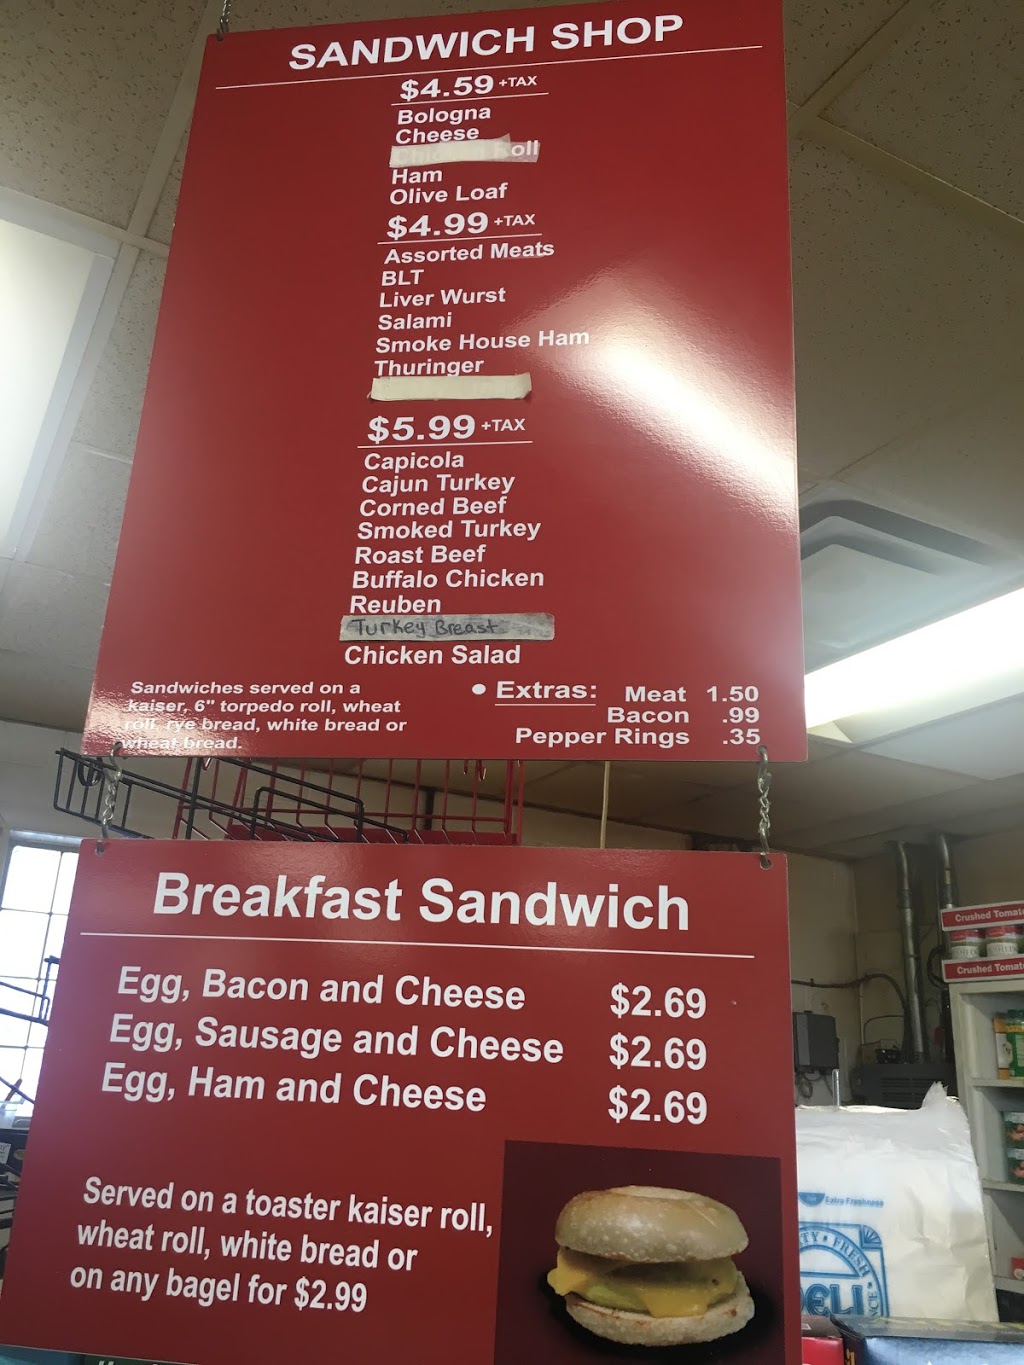 SANDWICH SHOP
$4.59 +TAX
Bologna
Cheese
Roll
Ham
Olive Loaf
$4.99 +TAX
Assorted Meats
BLT
Liver Wurst
Salami
Smoke House Ham
Thuringer
$5.99 +TAX
Capicola
Cajun Turkey
Corned Beef
Smoked Turkey
Roast Beef
Buffalo Chicken
Reuben
Turkey Breast
Chicken Salad
Sandwiches served on a
kaiser, 6" torpedo roll, wheat
roll, rye bread, white bread or
wheat bread.
• Extras: Meat 1.50
Bacon .99
Pepper Rings .35
Breakfast Sandwich
Egg, Bacon and Cheese $2.69
Egg, Sausage and Cheese $2.69
Egg, Ham and Cheese $2.69
Served on a toaster kaiser roll,
wheat roll, white bread or
on any bagel for $2.99
Crushed Tomato
Crushed Tomato
Extra Freshness
FRESH
DELI